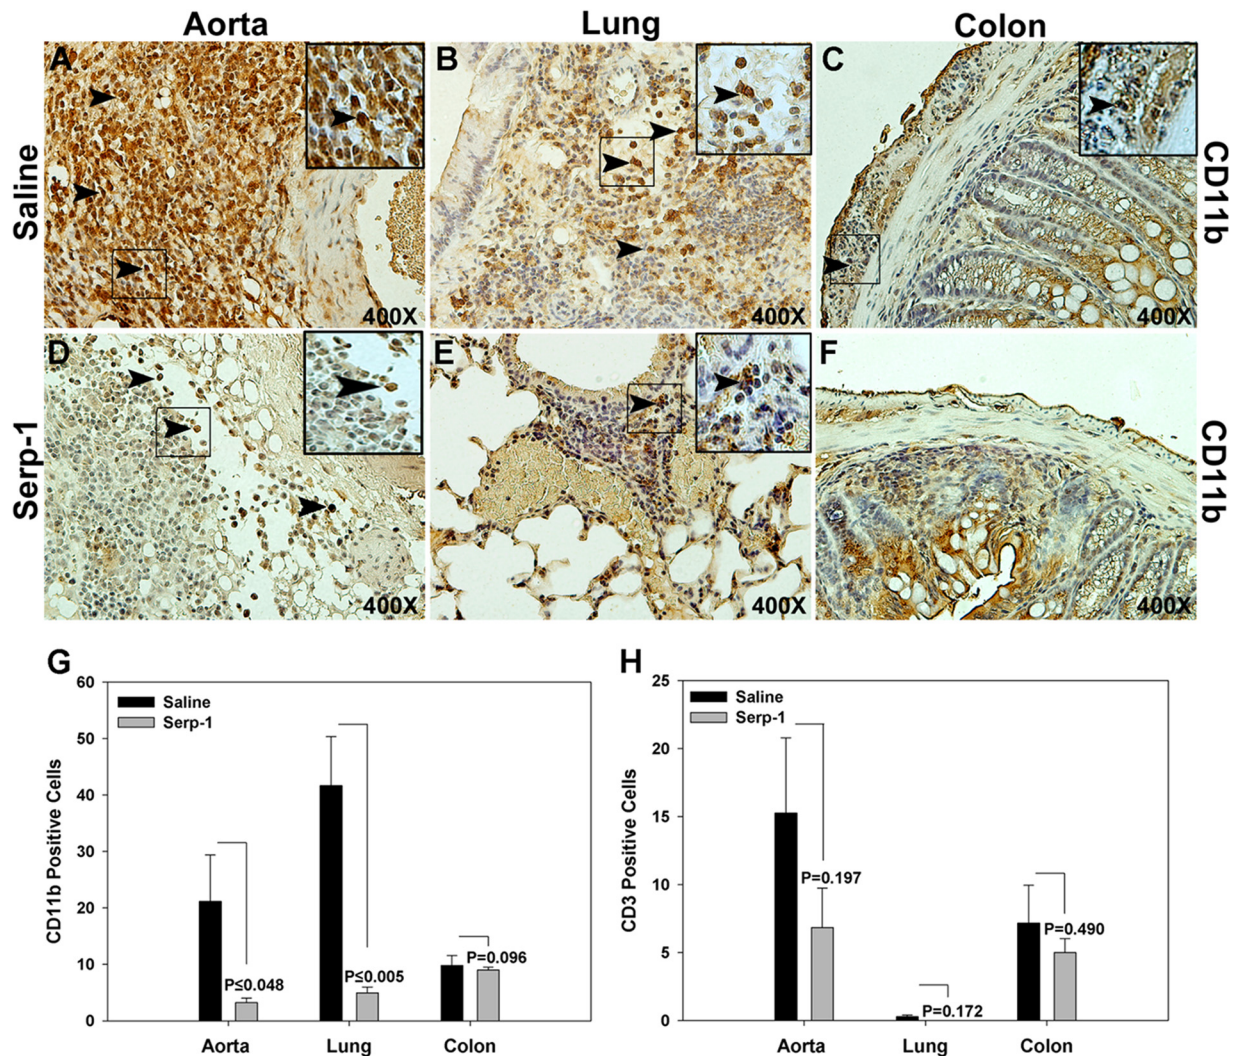 Aorta
Lung
Colon
Saline
A
B
C
CD11b
400X
400X
400X
Serp-1
D
E
F
CD11b
400X
400X
400X
G
60
50
40
30
20
10
0
CD11b Positive Cells
Saline
Serp-1
P≤0.048
P≤0.005
P=0.096
Aorta
Lung
Colon
H
25
20
15
10
5
0
CD3 Positive Cells
Saline
Serp-1
P=0.197
P=0.172
P=0.490
Aorta
Lung
Colon